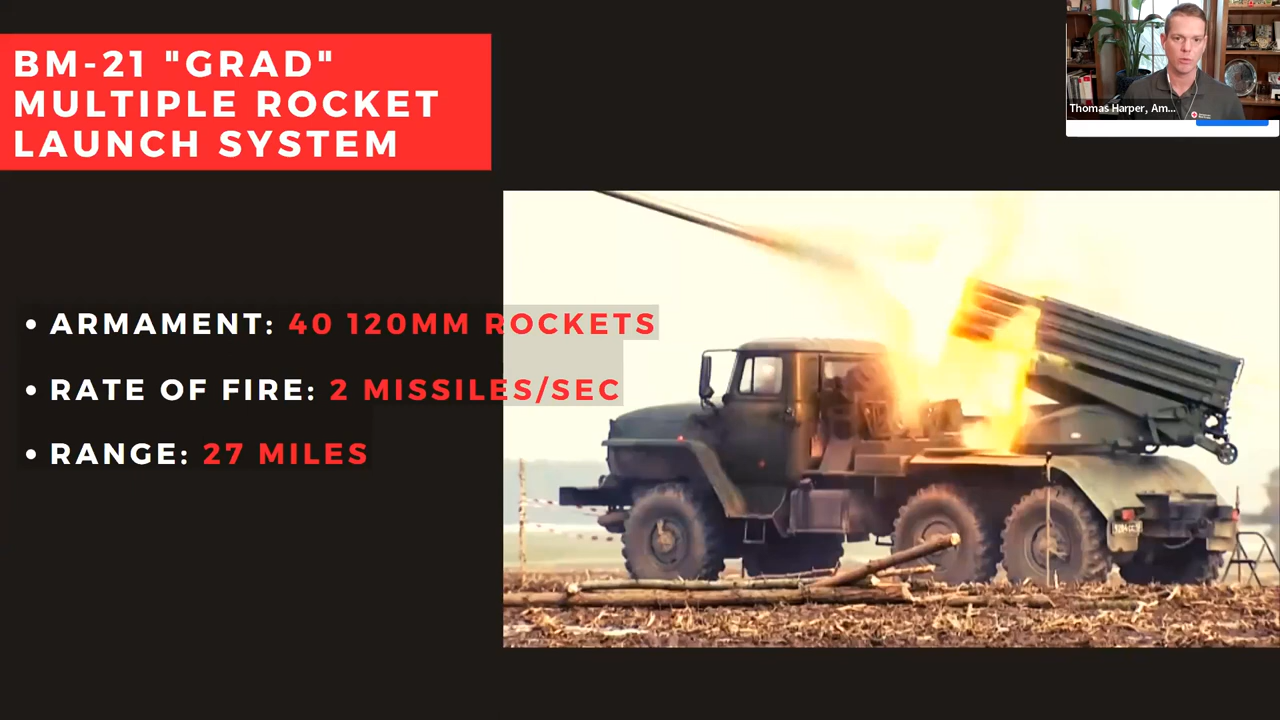 BM-21 "GRAD"
MULTIPLE ROCKET
LAUNCH SYSTEM
Thomas Harper, Am...
• ARMAMENT: 40 120MM ROCKETS
• RATE OF FIRE: 2 MISSILES/SEC
• RANGE: 27 MILES